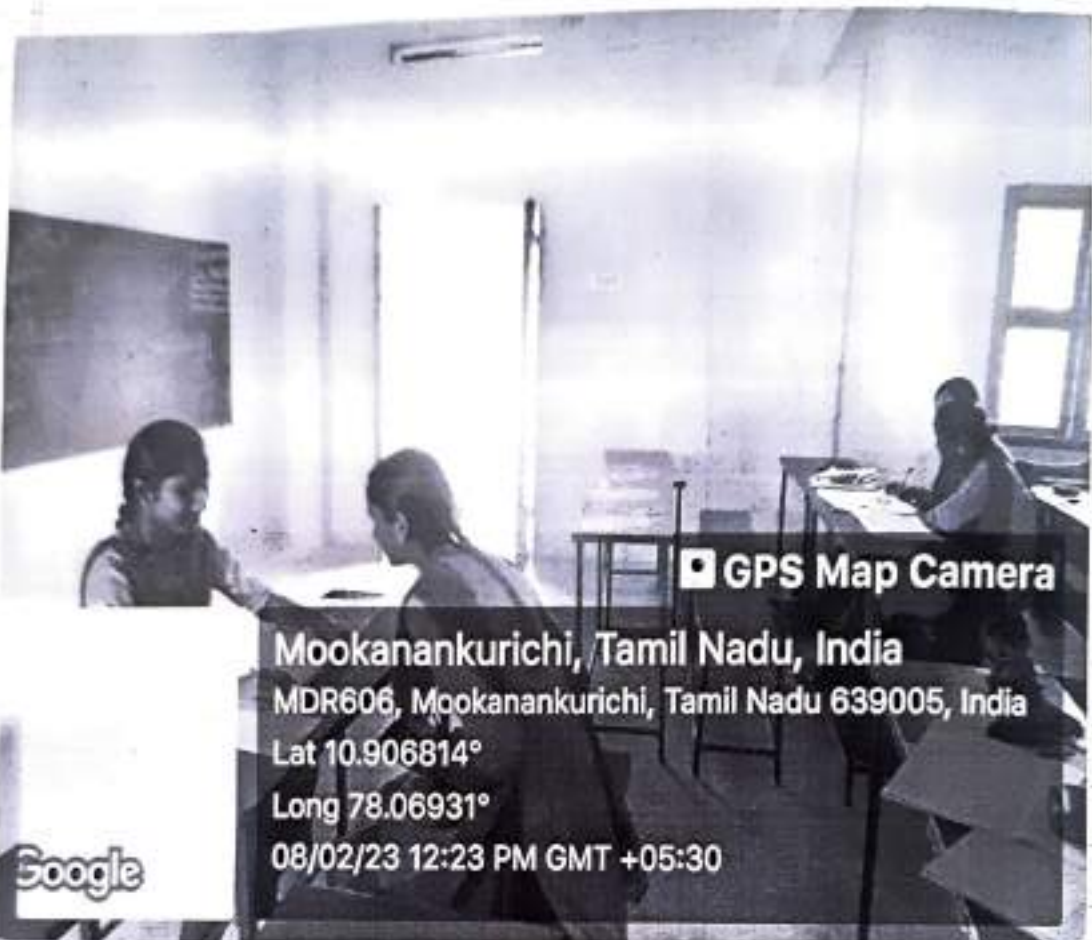 GPS Map Camera
Mookanankurichi, Tamil Nadu, India
MDR606, Mookanankurichi, Tamil Nadu 639005, India
Lat 10.906814°
Long 78.06931°
08/02/23 12:23 PM GMT +05:30
Google